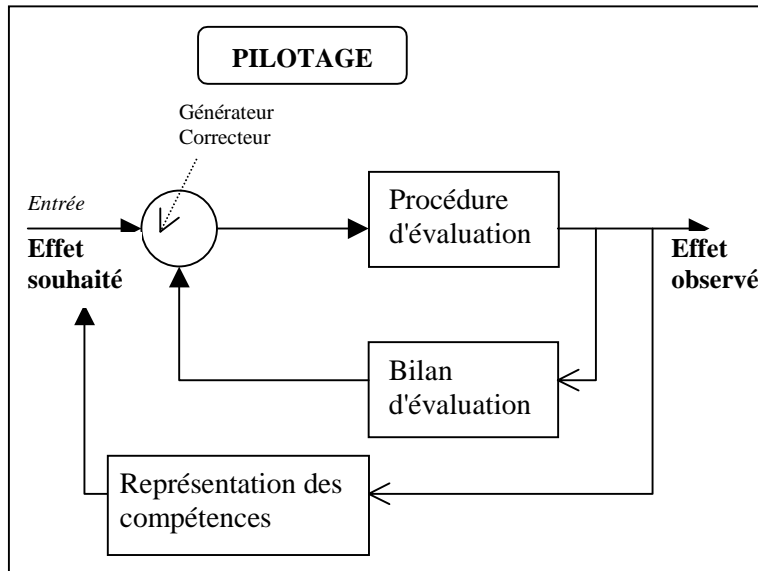 PILOTAGE
Générateur
Correcteur
Entrée
Effet
souhaité
Procédure
d'évaluation
Effet
observé
Bilan
d'évaluation
Représentation des
compétences